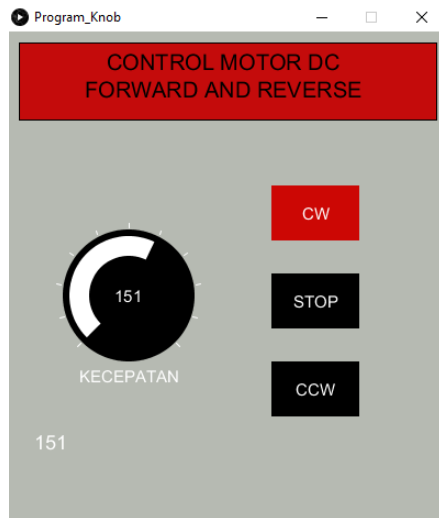 Program_Knob
CONTROL MOTOR DC
FORWARD AND REVERSE
CW
151
STOP
KECEPATAN
CCW
151